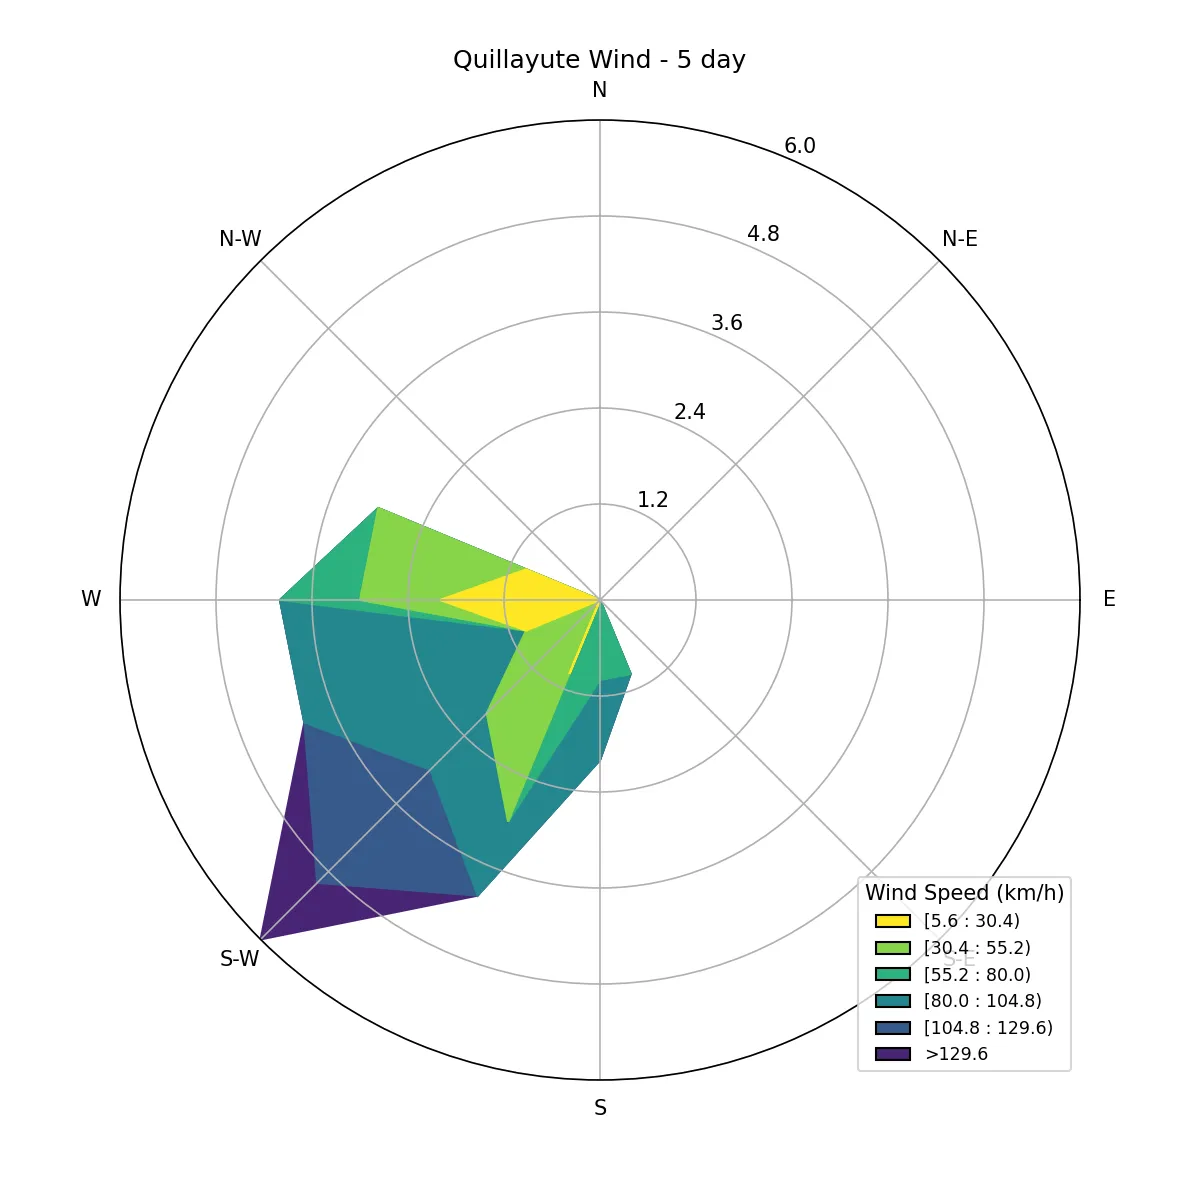 Quillayute Wind - 5 day
N
6.0
N-W
4.8
N-E
3.6
2.4
1.2
W
E
S-W
S-E
S
Wind Speed (km/h)
[5.6 : 30.4)
[30.4 : 55.2)
[55.2 : 80.0)
[80.0 : 104.8)
[104.8 : 129.6)
>129.6